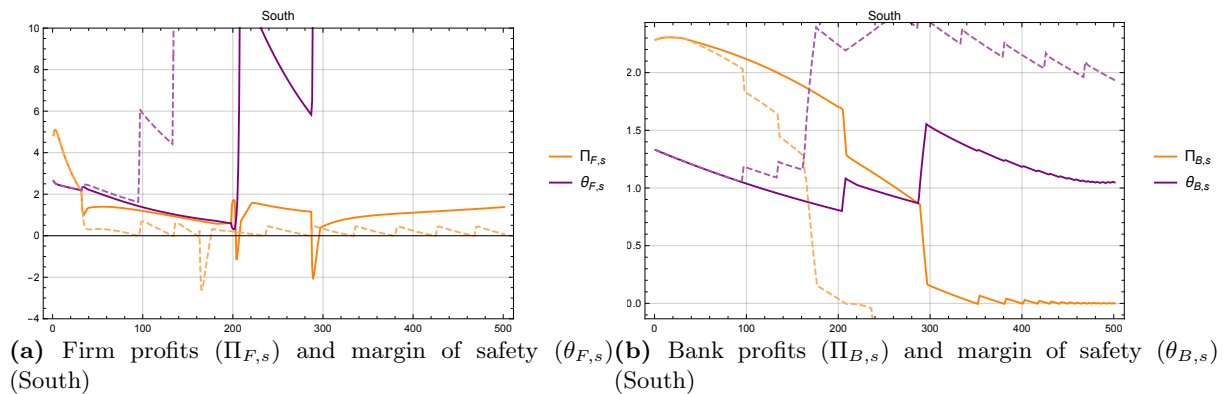 South
10
8
6
4
2
0
-2
-4
0 100 200 300 400 500
Π_{F,s}
θ_{F,s}
South
2.0
1.5
1.0
0.5
0.0
0 100 200 300 400 500
Π_{B,s}
θ_{B,s}
(a) Firm profits (Π_{F,s}) and margin of safety (θ_{F,s})
(South)
(b) Bank profits (Π_{B,s}) and margin of safety (θ_{B,s})
(South)